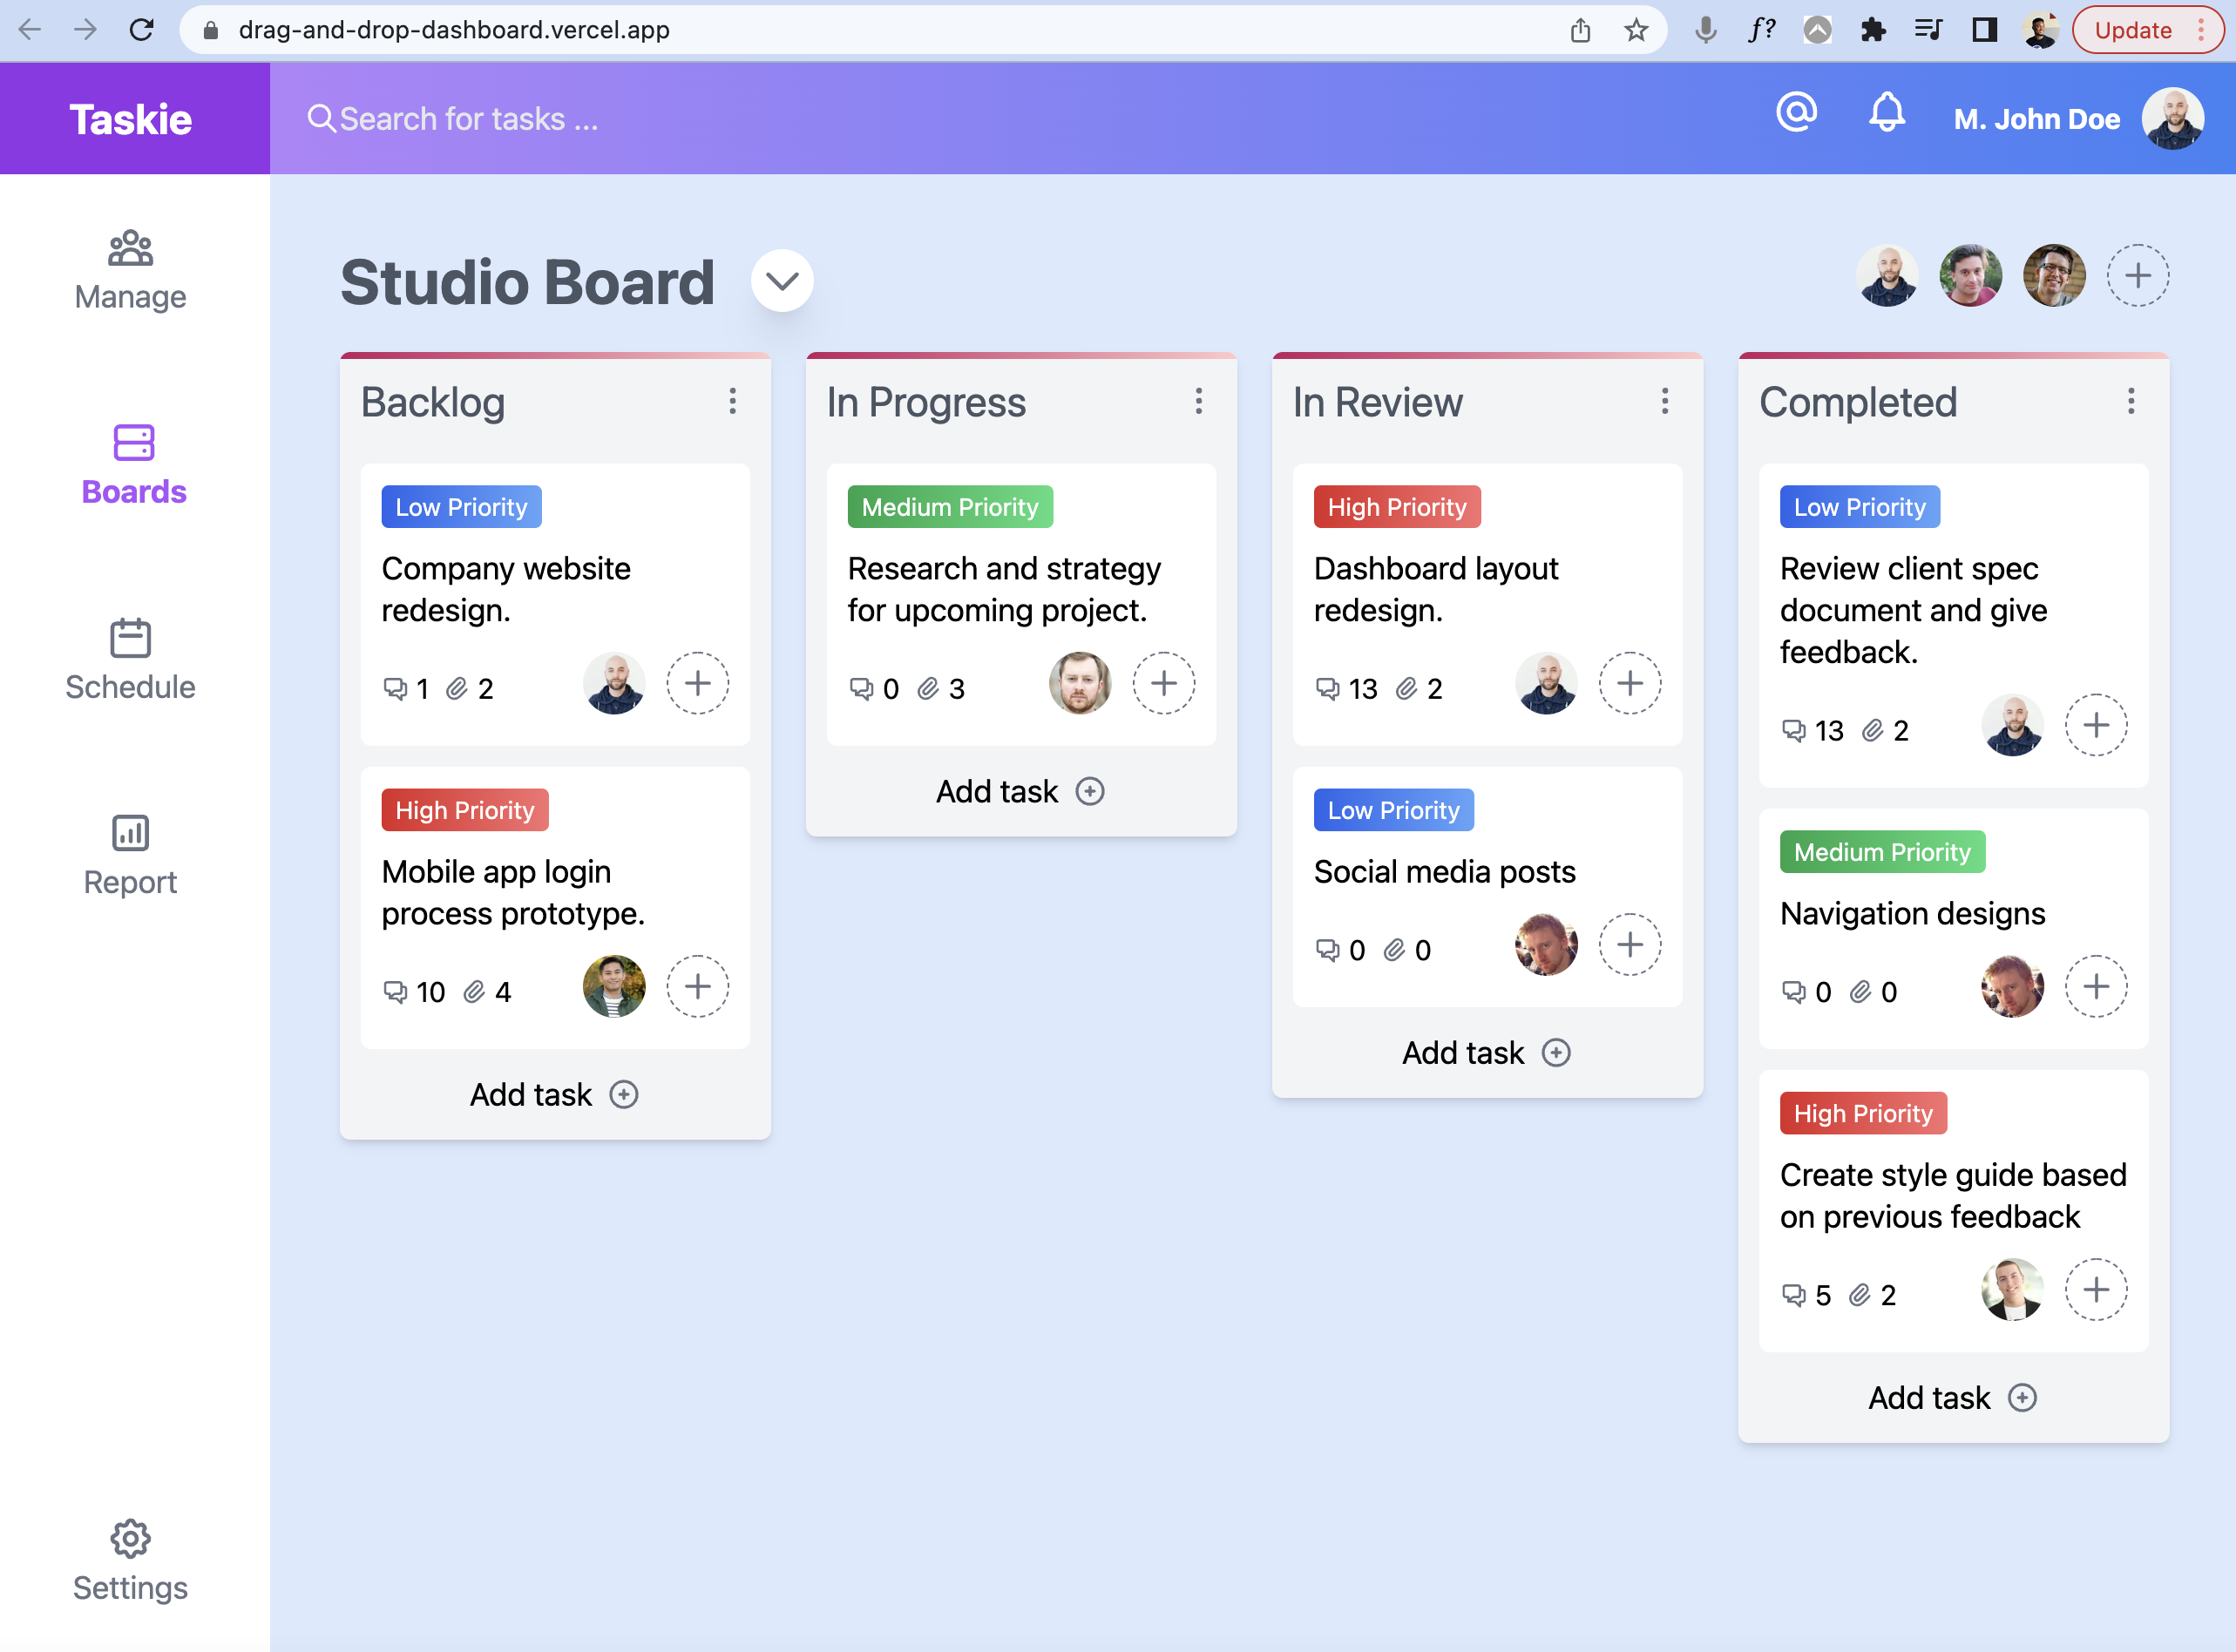 drag-and-drop-dashboard.vercel.app
f?
Update
Taskie
Search for tasks ...
M. John Doe
Manage
Boards
Schedule
Report
Settings
Studio Board
Backlog
Low Priority
Company website
redesign.
1 2
High Priority
Mobile app login
process prototype.
10 4
Add task
In Progress
Medium Priority
Research and strategy
for upcoming project.
0 3
Add task
In Review
High Priority
Dashboard layout
redesign.
13 2
Low Priority
Social media posts
0 0
Add task
Completed
Low Priority
Review client spec
document and give
feedback.
13 2
Medium Priority
Navigation designs
0 0
High Priority
Create style guide based
on previous feedback
5 2
Add task